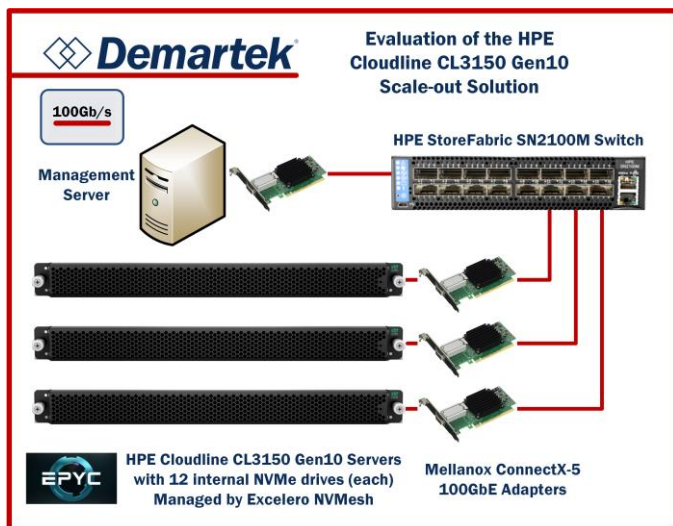 Demartek
Evaluation of the HPE
Cloudline CL3150 Gen10
Scale-out Solution
100Gb/s
HPE StoreFabric SN2100M Switch
Management
Server
EPYC
HPE Cloudline CL3150 Gen10 Servers
with 12 internal NVMe drives (each)
Managed by Excelero NVMesh
Mellanox ConnectX-5
100GbE Adapters